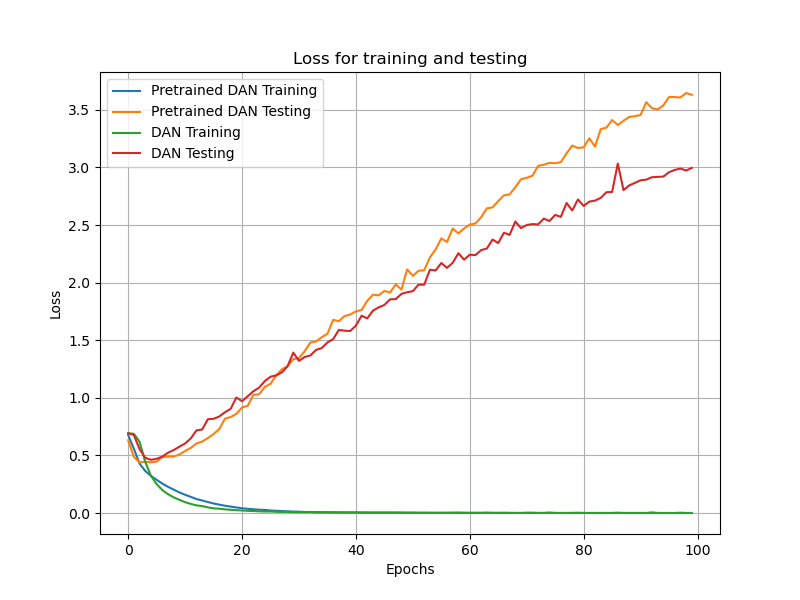 Loss for training and testing
Pretrained DAN Training
Pretrained DAN Testing
DAN Training
DAN Testing
3.5
3.0
2.5
2.0
1.5
1.0
0.5
0.0
Loss
0 20 40 60 80 100
Epochs